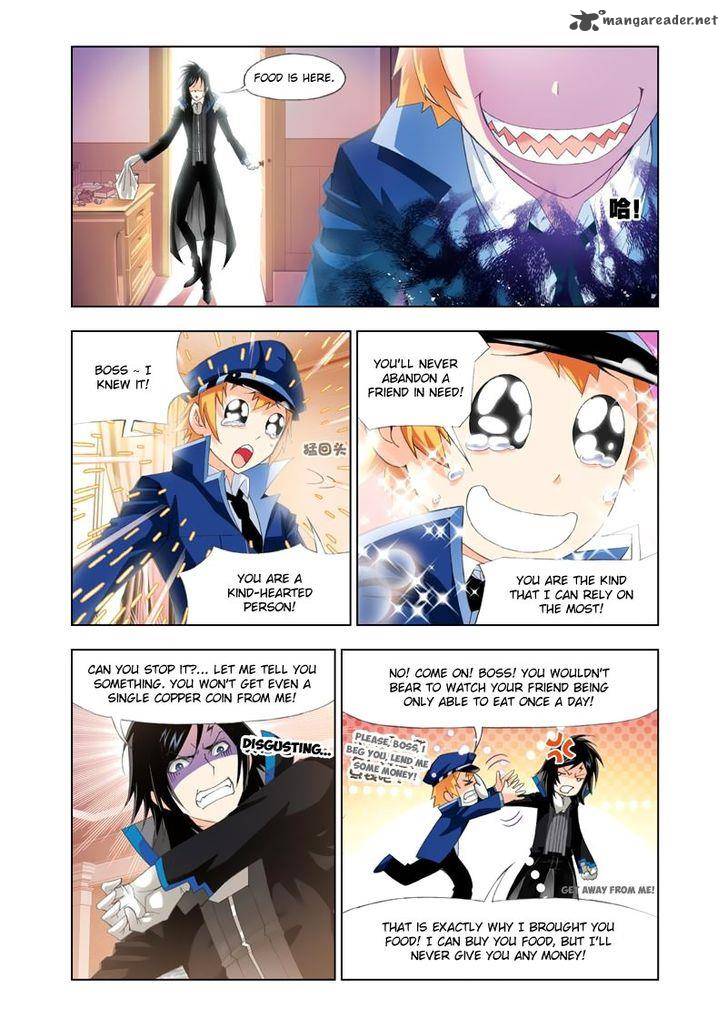 mangareader.net
FOOD IS HERE.
哈!
BOSS ~ I
KNEW IT!
猛回头
YOU ARE A
KIND-HEARTED
PERSON!
YOU'LL NEVER
ABANDON A
FRIEND IN NEED!
YOU ARE THE KIND
THAT I CAN RELY ON
THE MOST!
CAN YOU STOP IT?... LET ME TELL YOU
SOMETHING. YOU WON'T GET EVEN A
SINGLE COPPER COIN FROM ME!
DISGUSTING...
NO! COME ON! BOSS! YOU WOULDN'T
BEAR TO WATCH YOUR FRIEND BEING
ONLY ABLE TO EAT ONCE A DAY!
PLEASE, BOSS, I
BEG YOU, LEND ME
SOME MONEY!
GET AWAY FROM ME!
THAT IS EXACTLY WHY I BROUGHT YOU
FOOD! I CAN BUY YOU FOOD, BUT I'LL
NEVER GIVE YOU ANY MONEY!